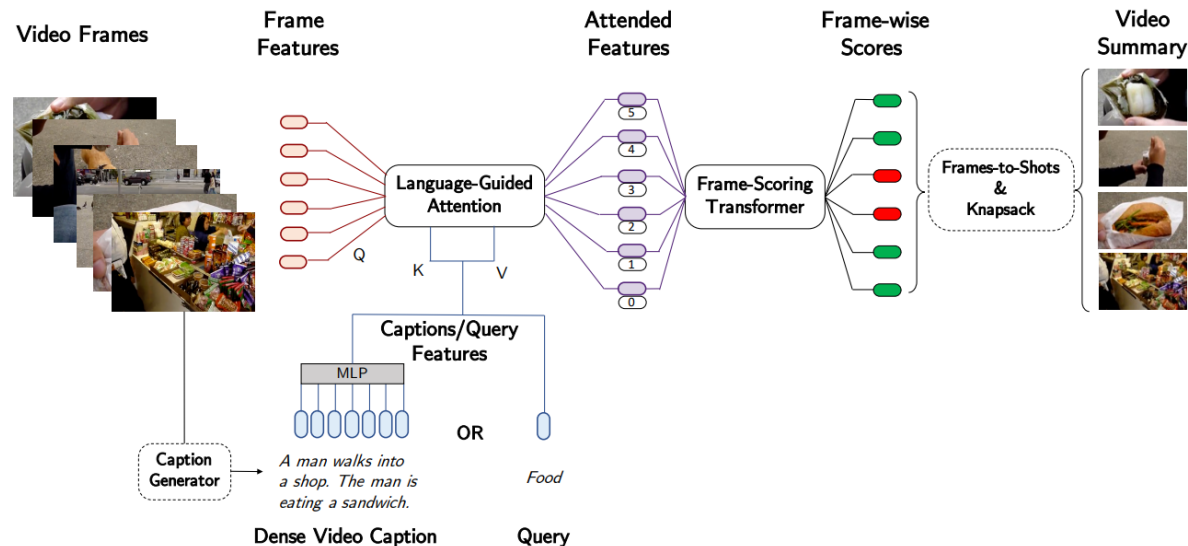 Video Frames
Frame
Features
Attended
Features
Frame-wise
Scores
Video
Summary
Language-Guided
Attention
Q
K
V
5
4
3
2
1
0
Frame-Scoring
Transformer
Frames-to-Shots
&
Knapsack
Captions/Query
Features
MLP
OR
Caption
Generator
A man walks into
a shop. The man is
eating a sandwich.
Food
Dense Video Caption
Query